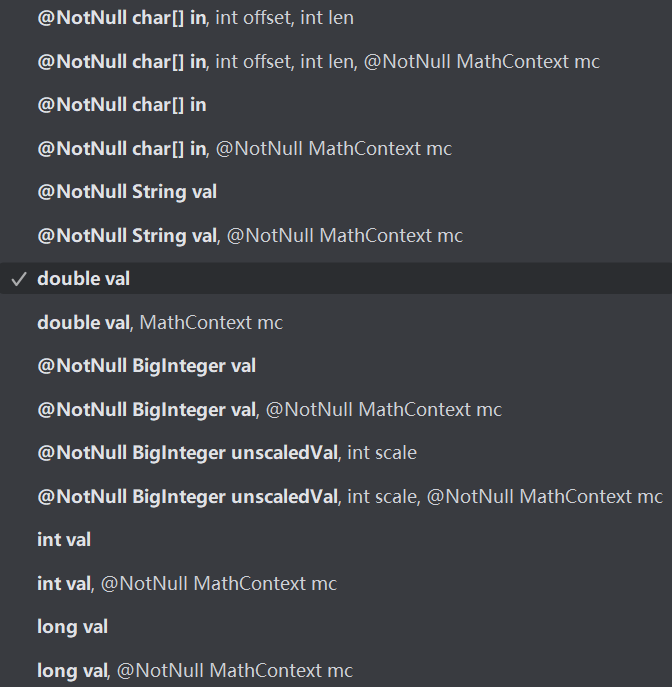 @NotNull char[] in, int offset, int len
@NotNull char[] in, int offset, int len, @NotNull MathContext mc
@NotNull char[] in
@NotNull char[] in, @NotNull MathContext mc
@NotNull String val
@NotNull String val, @NotNull MathContext mc
double val
double val, MathContext mc
@NotNull BigInteger val
@NotNull BigInteger val, @NotNull MathContext mc
@NotNull BigInteger unscaledVal, int scale
@NotNull BigInteger unscaledVal, int scale, @NotNull MathContext mc
int val
int val, @NotNull MathContext mc
long val
long val, @NotNull MathContext mc